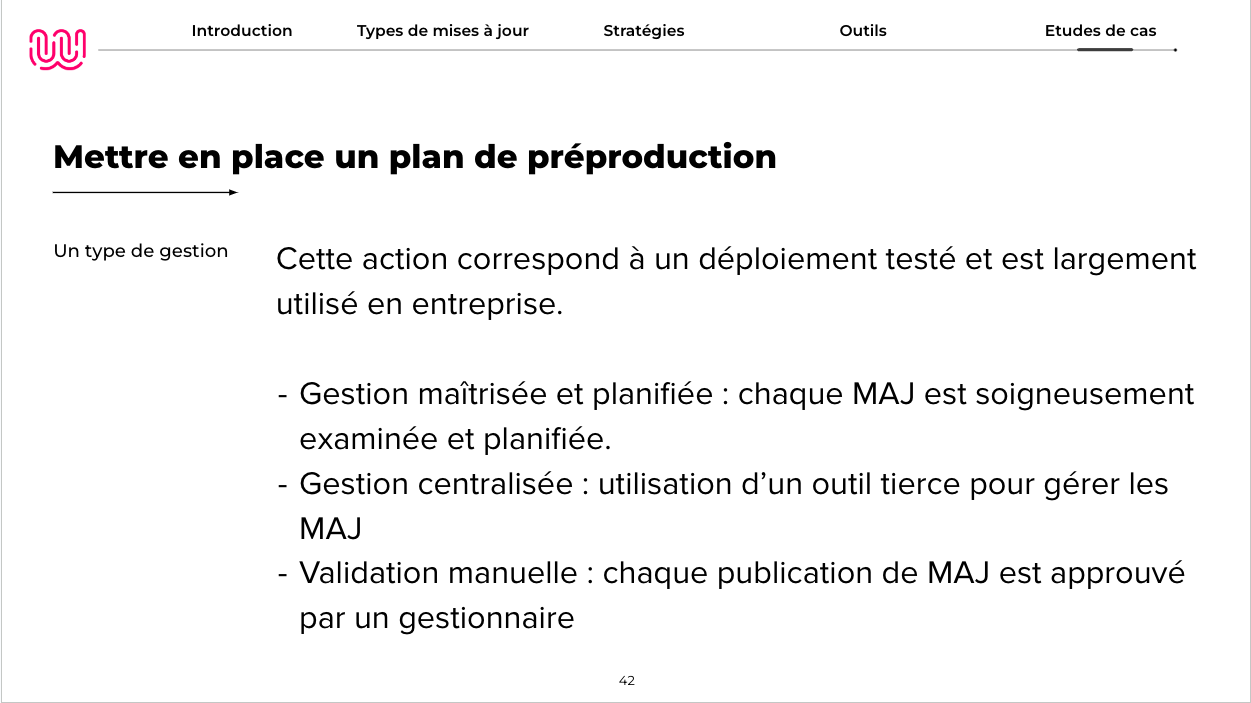 Introduction
Types de mises à jour
Stratégies
Outils
Etudes de cas
Mettre en place un plan de préproduction
Un type de gestion
Cette action correspond à un déploiement testé et est largement
utilisé en entreprise.
- Gestion maîtrisée et planifiée : chaque MAJ est soigneusement
examinée et planifiée.
- Gestion centralisée : utilisation d’un outil tierce pour gérer les
MAJ
- Validation manuelle : chaque publication de MAJ est approuvé
par un gestionnaire
42